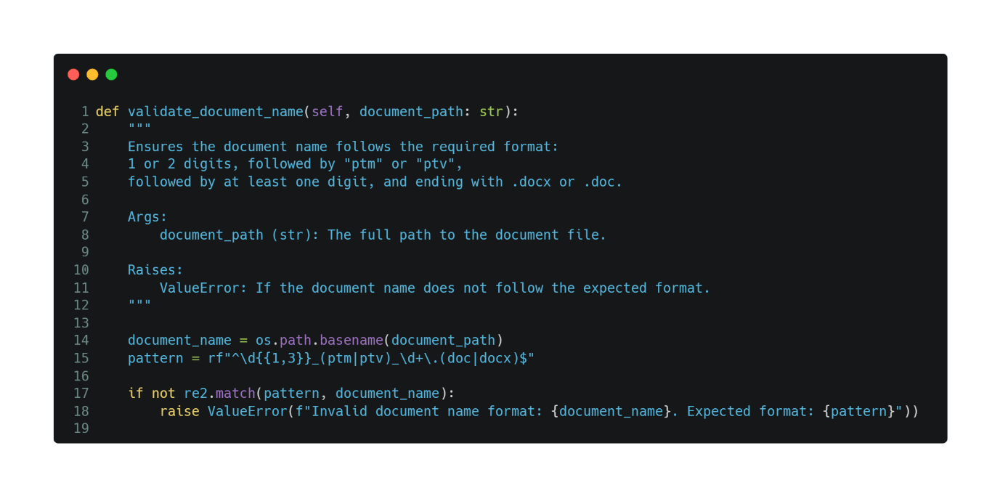 1 def validate_document_name(self, document_path: str):
2     """
3     Ensures the document name follows the required format:
4     1 or 2 digits, followed by "ptm" or "ptv",
5     followed by at least one digit, and ending with .docx or .doc.
6
7     Args:
8         document_path (str): The full path to the document file.
9
10     Raises:
11         ValueError: If the document name does not follow the expected format.
12     """
13
14     document_name = os.path.basename(document_path)
15     pattern = rf"^\d{{1,3}}_(ptm|ptv)_\d+\.(doc|docx)$"
16
17     if not re2.match(pattern, document_name):
18         raise ValueError(f"Invalid document name format: {document_name}. Expected format: {pattern}"))
19